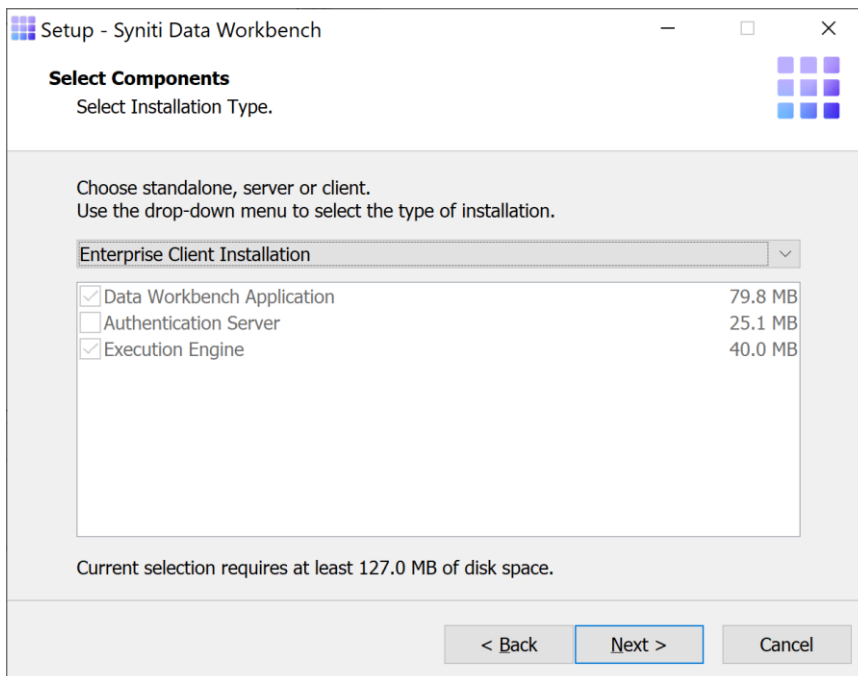 Setup - Syniti Data Workbench
Select Components
Select Installation Type.
Choose standalone, server or client.
Use the drop-down menu to select the type of installation.
Enterprise Client Installation
Data Workbench Application 79.8 MB
Authentication Server 25.1 MB
Execution Engine 40.0 MB
Current selection requires at least 127.0 MB of disk space.
< Back Next > Cancel